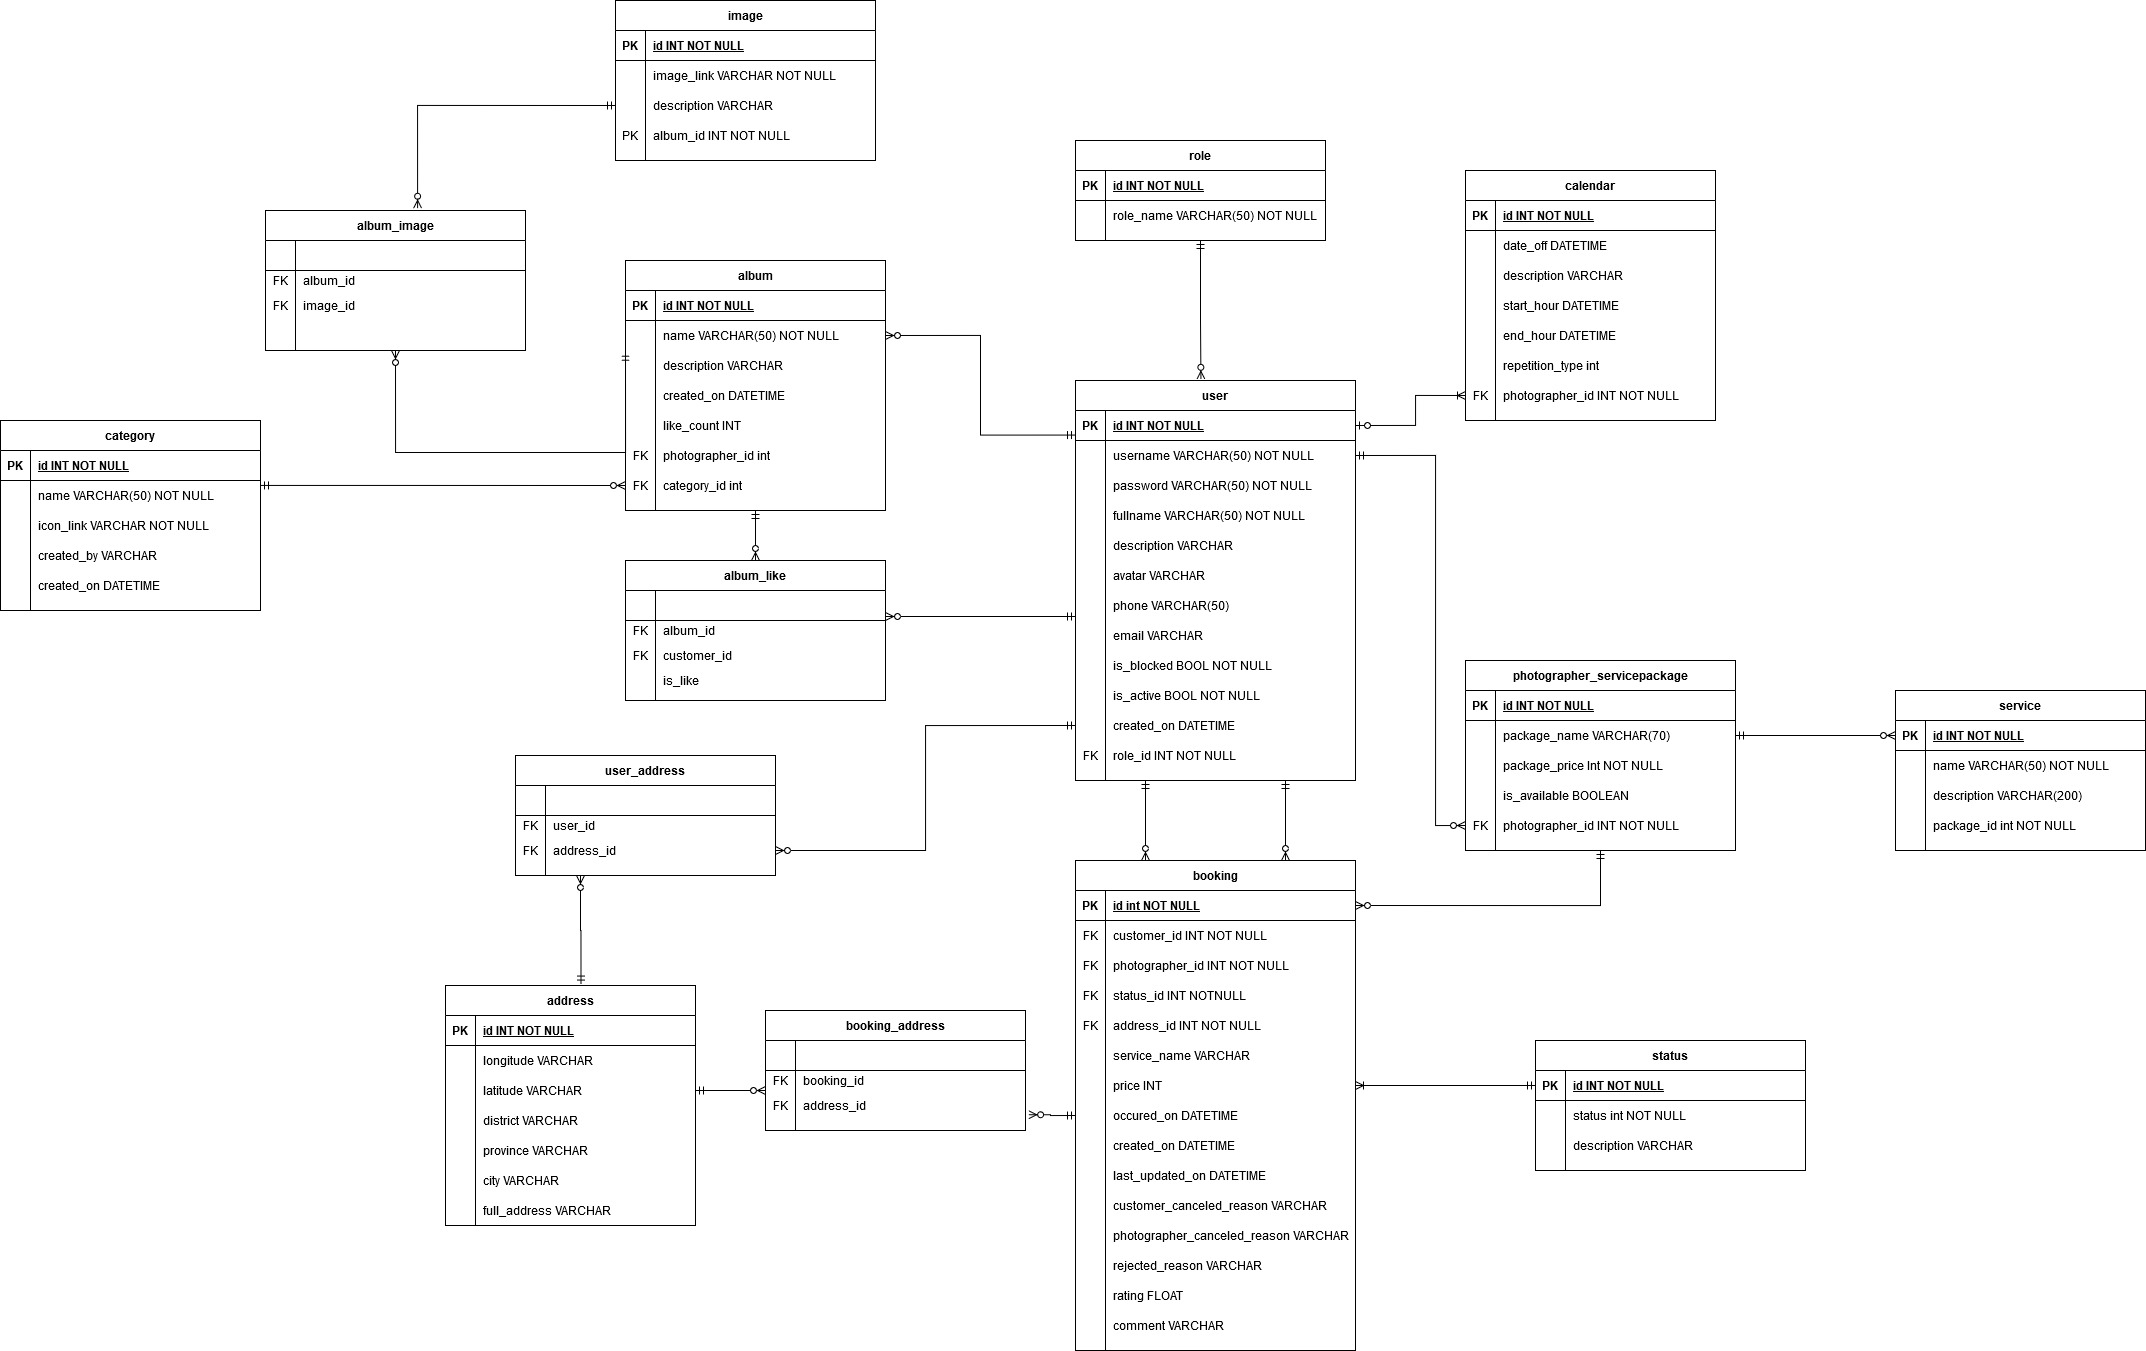 image
PK id INT NOT NULL
image_link VARCHAR NOT NULL
description VARCHAR
PK album_id INT NOT NULL
role
PK id INT NOT NULL
role_name VARCHAR(50) NOT NULL
calendar
PK id INT NOT NULL
date_off DATETIME
description VARCHAR
start_hour DATETIME
end_hour DATETIME
repetition_type int
FK photographer_id INT NOT NULL
album_image
FK album_id
FK image_id
album
PK id INT NOT NULL
name VARCHAR(50) NOT NULL
description VARCHAR
created_on DATETIME
like_count INT
FK photographer_id int
FK category_id int
user
PK id INT NOT NULL
username VARCHAR(50) NOT NULL
password VARCHAR(50) NOT NULL
fullname VARCHAR(50) NOT NULL
description VARCHAR
avatar VARCHAR
phone VARCHAR(50)
email VARCHAR
is_blocked BOOL NOT NULL
is_active BOOL NOT NULL
created_on DATETIME
FK role_id INT NOT NULL
category
PK id INT NOT NULL
name VARCHAR(50) NOT NULL
icon_link VARCHAR NOT NULL
created_by VARCHAR
created_on DATETIME
album_like
FK album_id
FK customer_id
is_like
photographer_servicepackage
PK id INT NOT NULL
package_name VARCHAR(70)
package_price Int NOT NULL
is_available BOOLEAN
FK photographer_id INT NOT NULL
service
PK id INT NOT NULL
name VARCHAR(50) NOT NULL
description VARCHAR(200)
package_id int NOT NULL
user_address
FK user_id
FK address_id
booking
PK id int NOT NULL
FK customer_id INT NOT NULL
FK photographer_id INT NOT NULL
FK status_id INT NOTNULL
FK address_id INT NOT NULL
service_name VARCHAR
price INT
occured_on DATETIME
created_on DATETIME
last_updated_on DATETIME
customer_canceled_reason VARCHAR
photographer_canceled_reason VARCHAR
rejected_reason VARCHAR
rating FLOAT
comment VARCHAR
address
PK id INT NOT NULL
longitude VARCHAR
latitude VARCHAR
district VARCHAR
province VARCHAR
city VARCHAR
full_address VARCHAR
booking_address
FK booking_id
FK address_id
status
PK id INT NOT NULL
status int NOT NULL
description VARCHAR